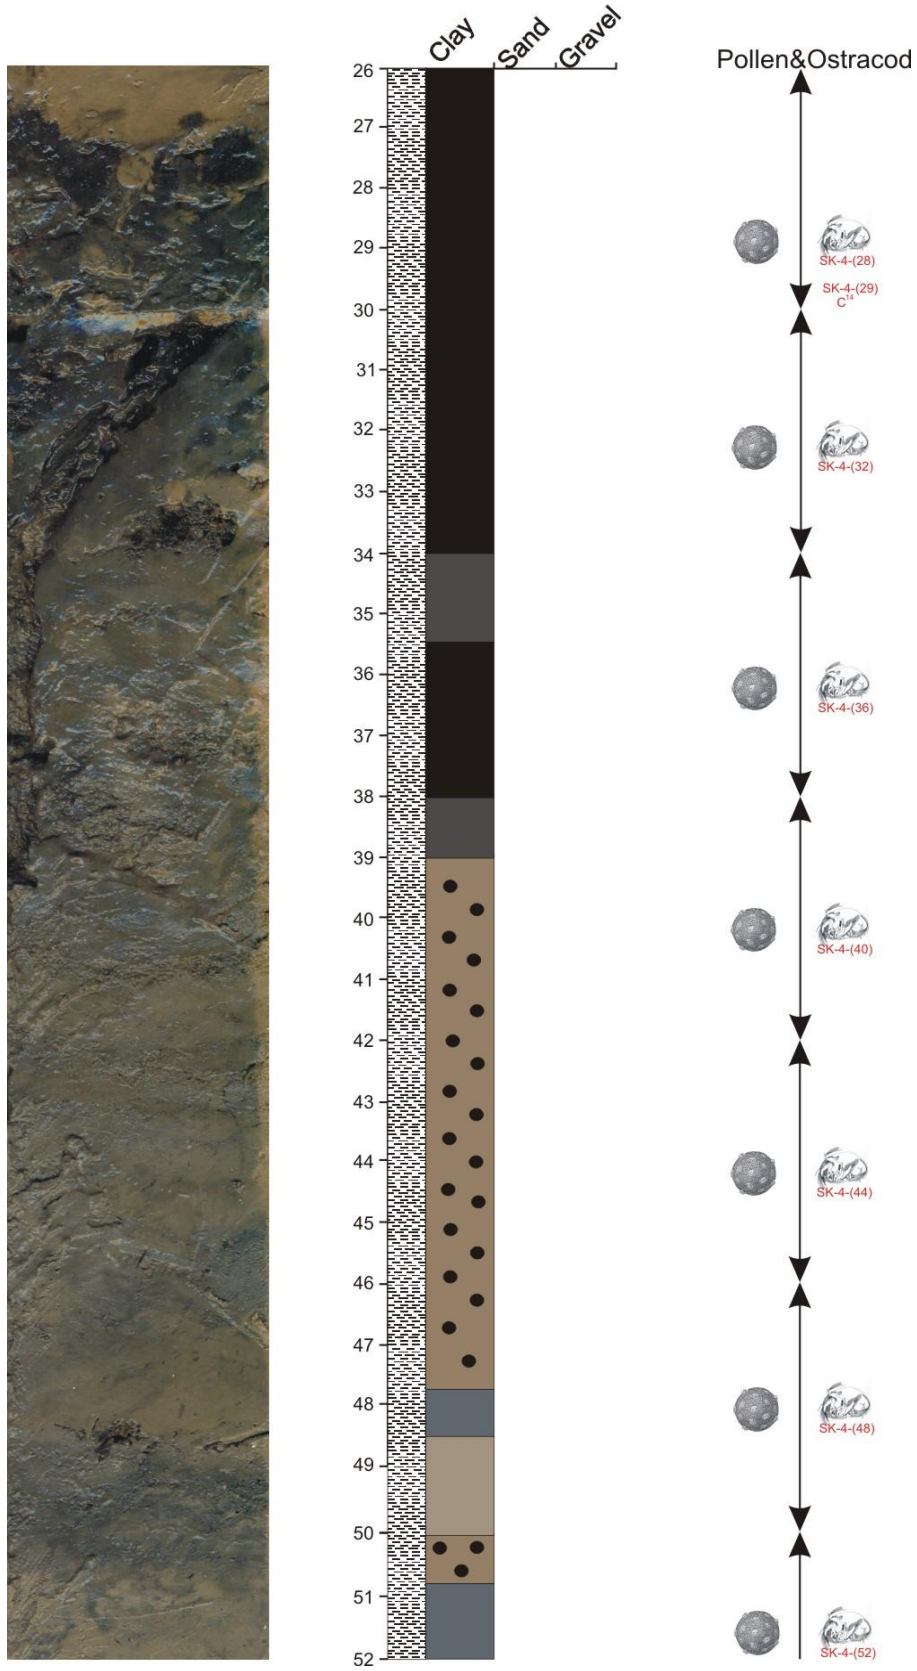 Clay Sand Gravel
Pollen&Ostracod
26
27
28
29
SK-4-(28)
SK-4-(29)
C14
30
31
32
SK-4-(32)
33
34
35
36
SK-4-(36)
37
38
39
40
SK-4-(40)
41
42
43
44
SK-4-(44)
45
46
47
48
SK-4-(48)
49
50
51
SK-4-(52)
52